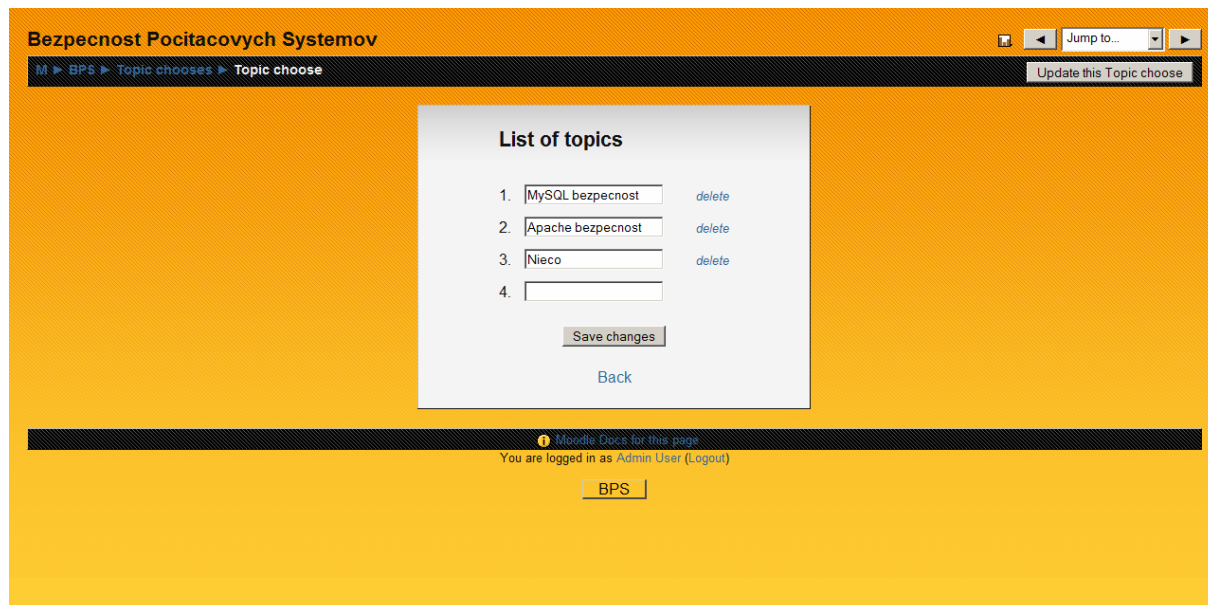 Bezpecnost Pocitacovych Systemov
Jump to...
M ► BPS ► Topic chooses ► Topic choose
Update this Topic choose
List of topics
1. MySQL bezpecnost delete
2. Apache bezpecnost delete
3. Nieco delete
4.
Save changes
Back
Moodle Docs for this page
You are logged in as Admin User (Logout)
BPS